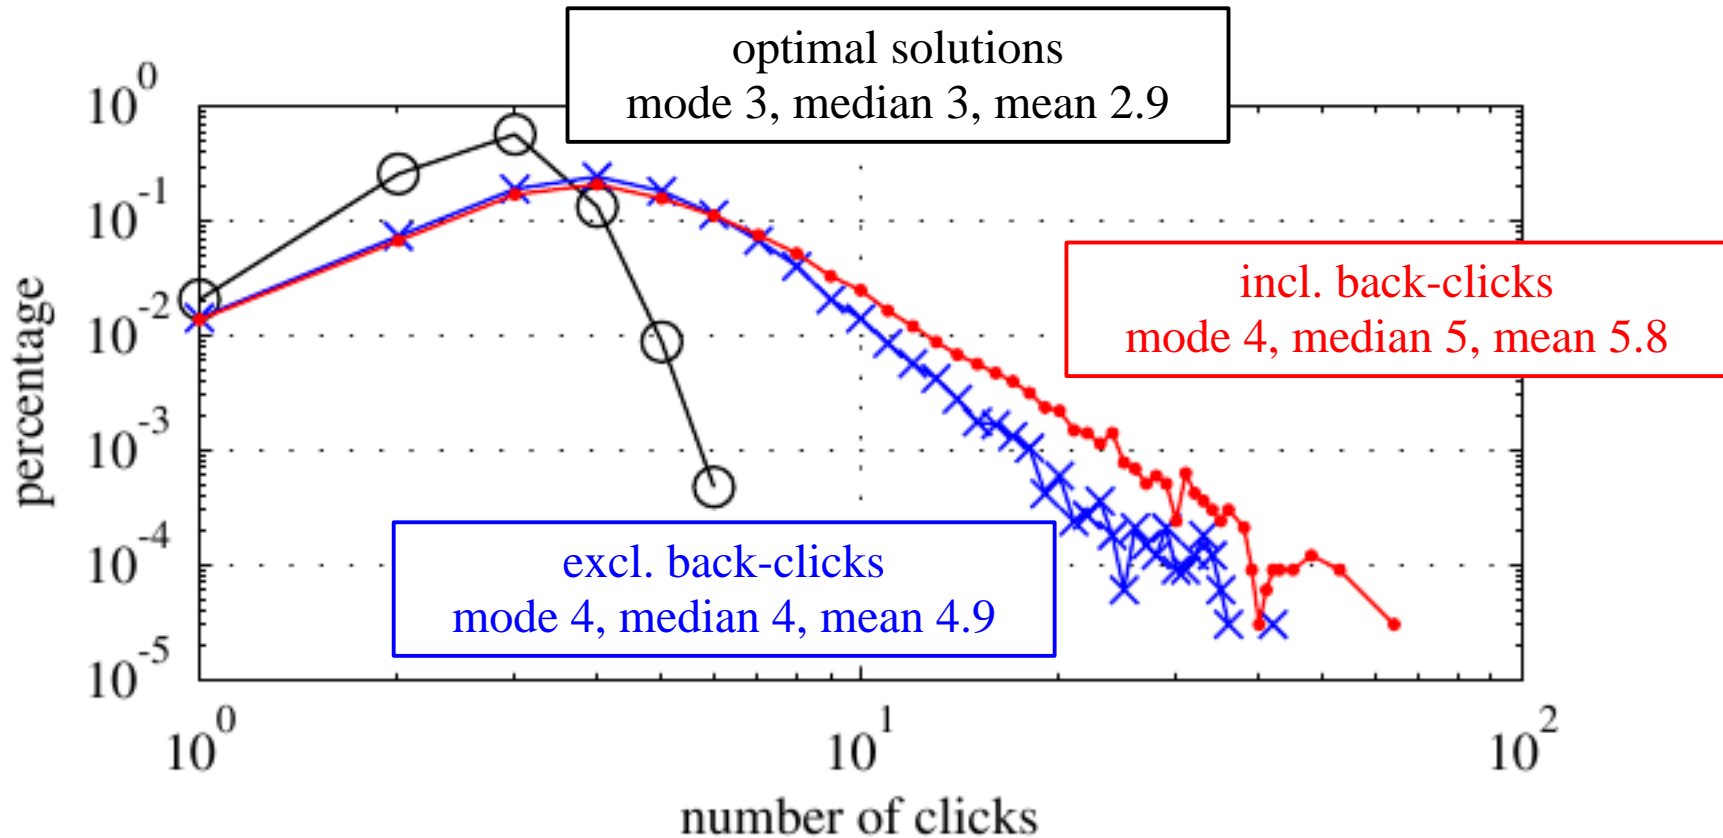 optimal solutions
mode 3, median 3, mean 2.9
10^0
10^-1
10^-2
10^-3
10^-4
10^-5
percentage
incl. back-clicks
mode 4, median 5, mean 5.8
excl. back-clicks
mode 4, median 4, mean 4.9
10^0
10^1
10^2
number of clicks